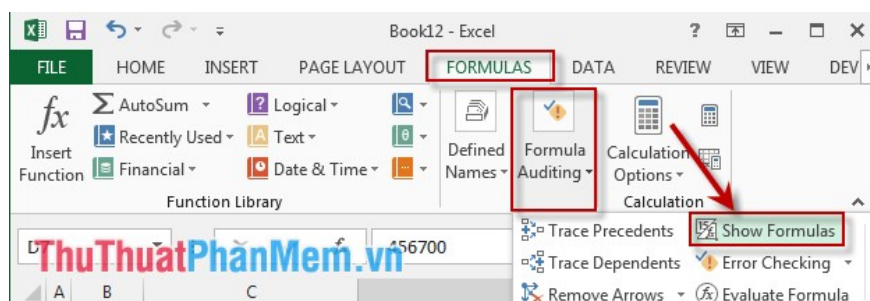 Book12 - Excel
FILE HOME INSERT PAGE LAYOUT FORMULAS DATA REVIEW VIEW DEV
fx Insert Function
Σ AutoSum
Recently Used
Financial
Logical
Text
Date & Time
Defined Names
Formula Auditing
Calculation Options
Function Library
Calculation
Trace Precedents Show Formulas
Trace Dependents Error Checking
Remove Arrows Evaluate Formula
D7 456700
ThuThuatPhanMem.vn
A B C